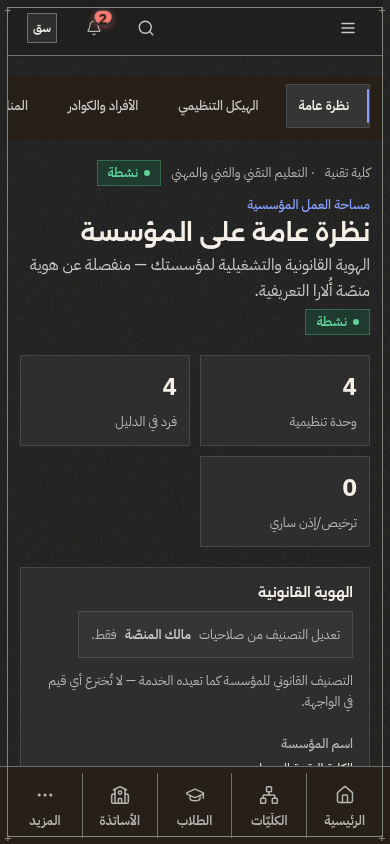 سق
2
نظرة عامة
الهيكل التنظيمي
الأفراد والكوادر
المنا
كلية تقنية · التعليم التقني والفني والمهني
نشطة
مساحة العمل المؤسسية
نظرة عامة على المؤسسة
الهوية القانونية والتشغيلية لمؤسستك — منفصلة عن هوية
منصّة أُلارا التعريفية.
نشطة
4
وحدة تنظيمية
4
فرد في الدليل
0
ترخيص/إذن ساري
الهوية القانونية
تعديل التصنيف من صلاحيات مالك المنصّة فقط.
التصنيف القانوني للمؤسسة كما تعيده الخدمة — لا تُخترع أي قيم
في الواجهة.
اسم المؤسسة
الرئيسية
الكليّات
الطلاب
الأساتذة
المزيد